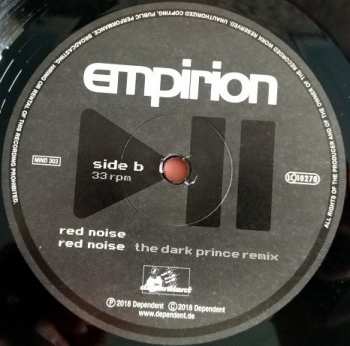 ALL RIGHTS OF THE PRODUCER AND OF THE OWNER OF THE RECORDED WORK RESERVED. UNAUTHORIZED COPYING, PUBLIC PERFORMANCE, BROADCASTING, HIRING OR RENTAL OF THIS RECORDING PROHIBITED.
empirion
side b
33 rpm
MIND 303
LC 10270
red noise
red noise the dark prince remix
dependent
℗ 2018 Dependent © 2018 Dependent
www.dependent.de